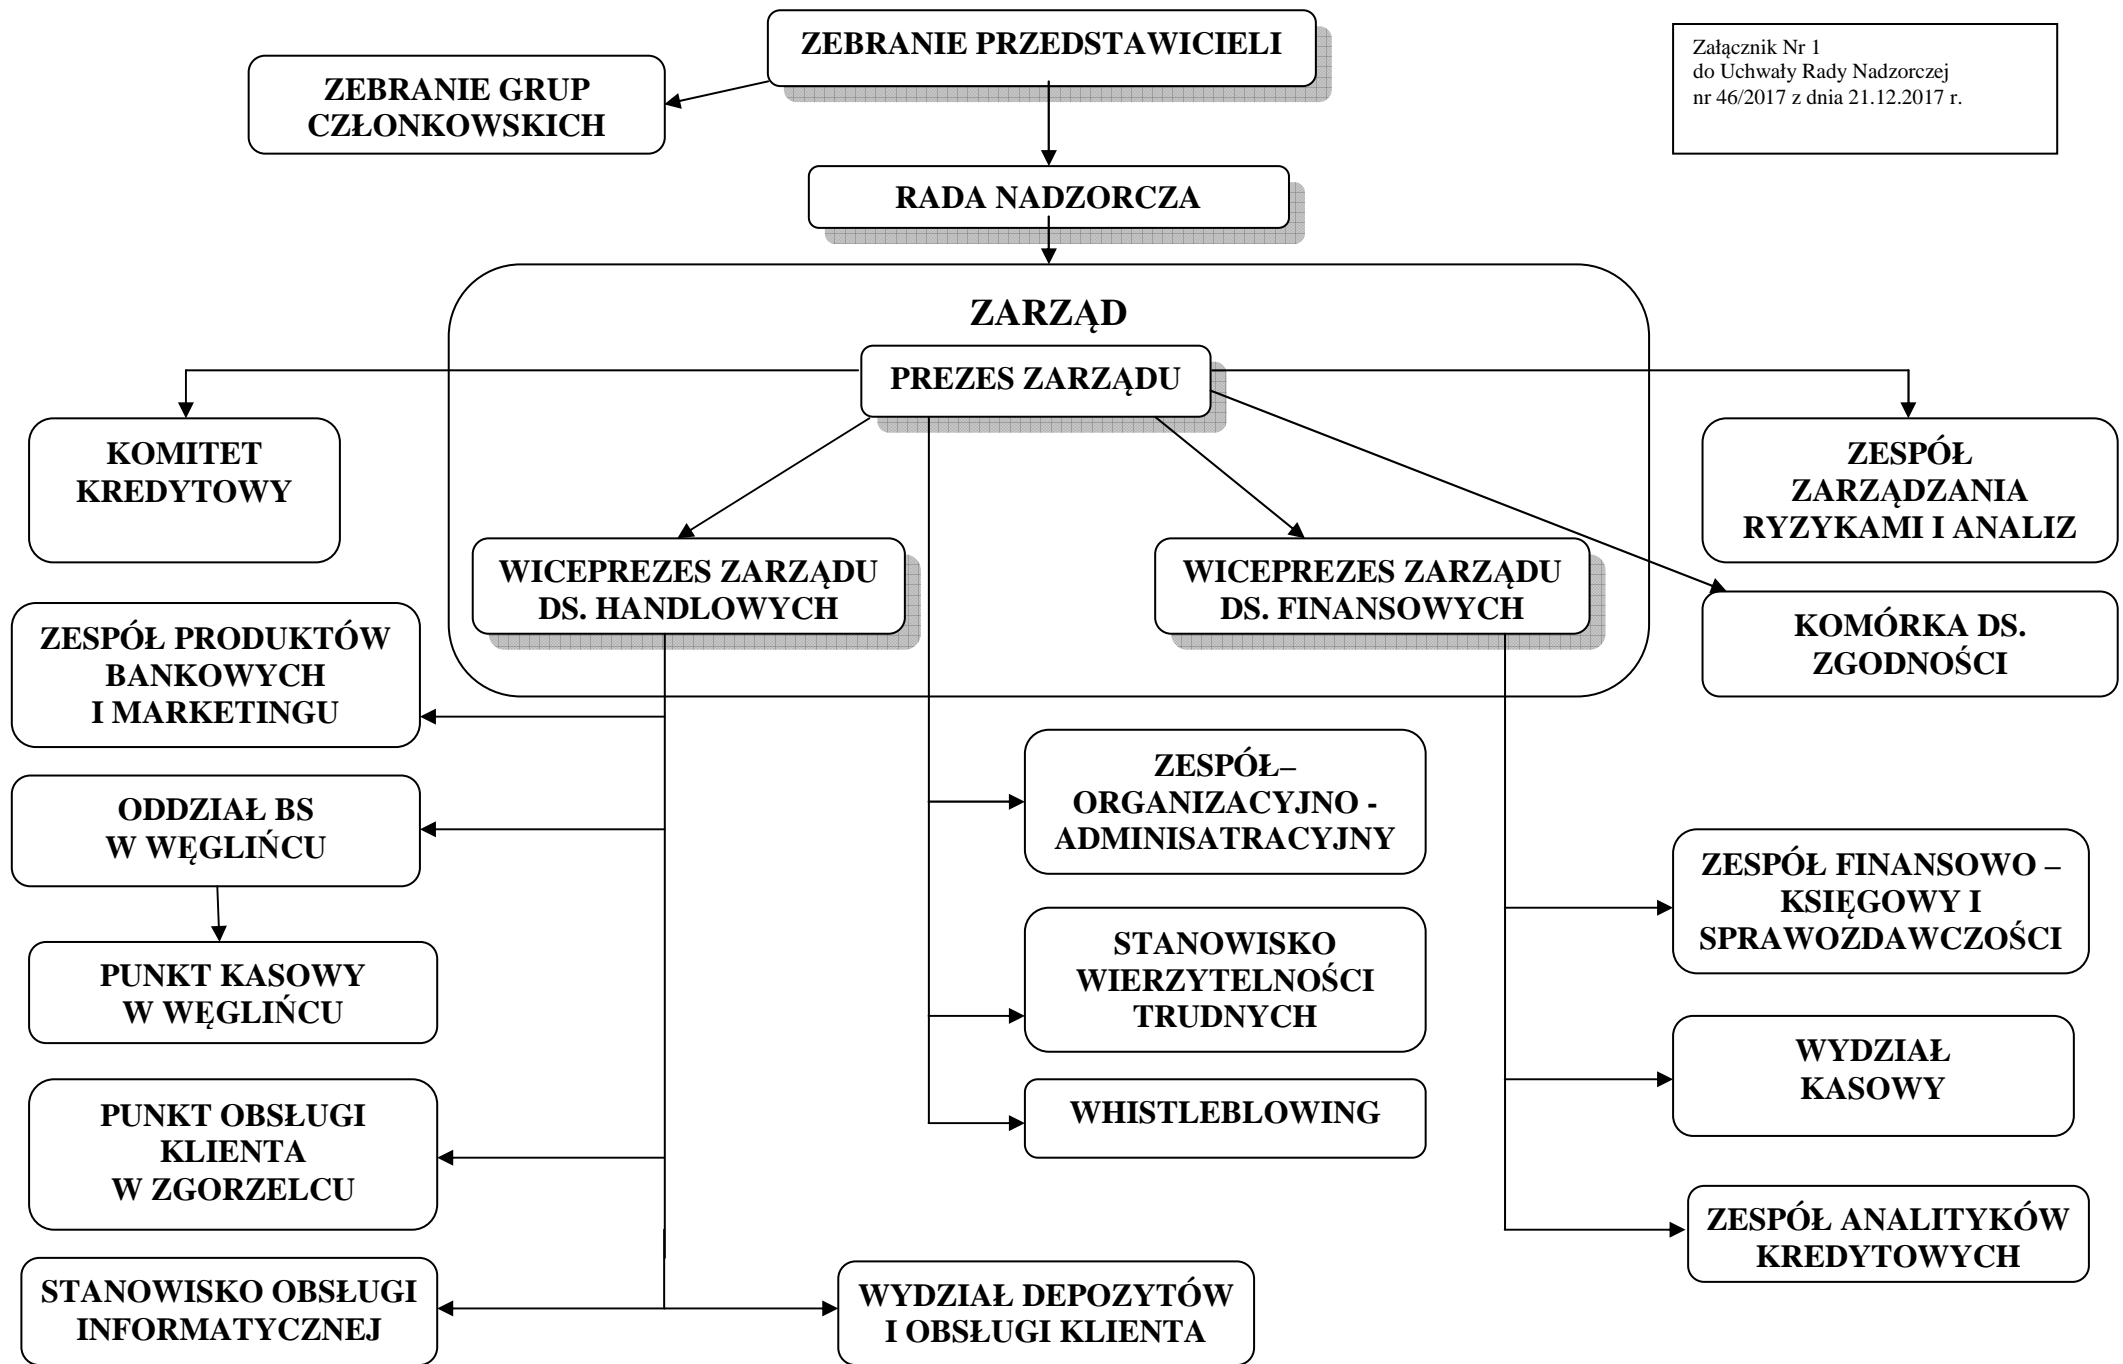 ZEBRANIE PRZEDSTAWICIELI
Załącznik Nr 1
do Uchwały Rady Nadzorczej
nr 46/2017 z dnia 21.12.2017 r.
ZEBRANIE GRUP
CZŁONKOWSKICH
RADA NADZORCZA
ZARZĄD
PREZES ZARZĄDU
KOMITET
KREDYTOWY
ZESPÓŁ
ZARZĄDZANIA
RYZYKAMI I ANALIZ
WICEPREZES ZARZĄDU
DS. HANDLOWYCH
WICEPREZES ZARZĄDU
DS. FINANSOWYCH
KOMÓRKA DS.
ZGODNOŚCI
ZESPÓŁ PRODUKTÓW
BANKOWYCH
I MARKETINGU
ZESPÓŁ–
ORGANIZACYJNO -
ADMINISATRACYJNY
ODDZIAŁ BS
W WĘGLIŃCU
ZESPÓŁ FINANSOWO –
KSIĘGOWY I
SPRAWOZDAWCZOŚCI
PUNKT KASOWY
W WĘGLIŃCU
STANOWISKO
WIERZYTELNOŚCI
TRUDNYCH
WYDZIAŁ
KASOWY
PUNKT OBSŁUGI
KLIENTA
W ZGORZELCU
WHISTLEBLOWING
ZESPÓŁ ANALITYKÓW
KREDYTOWYCH
STANOWISKO OBSŁUGI
INFORMATYCZNEJ
WYDZIAŁ DEPOZYTÓW
I OBSŁUGI KLIENTA